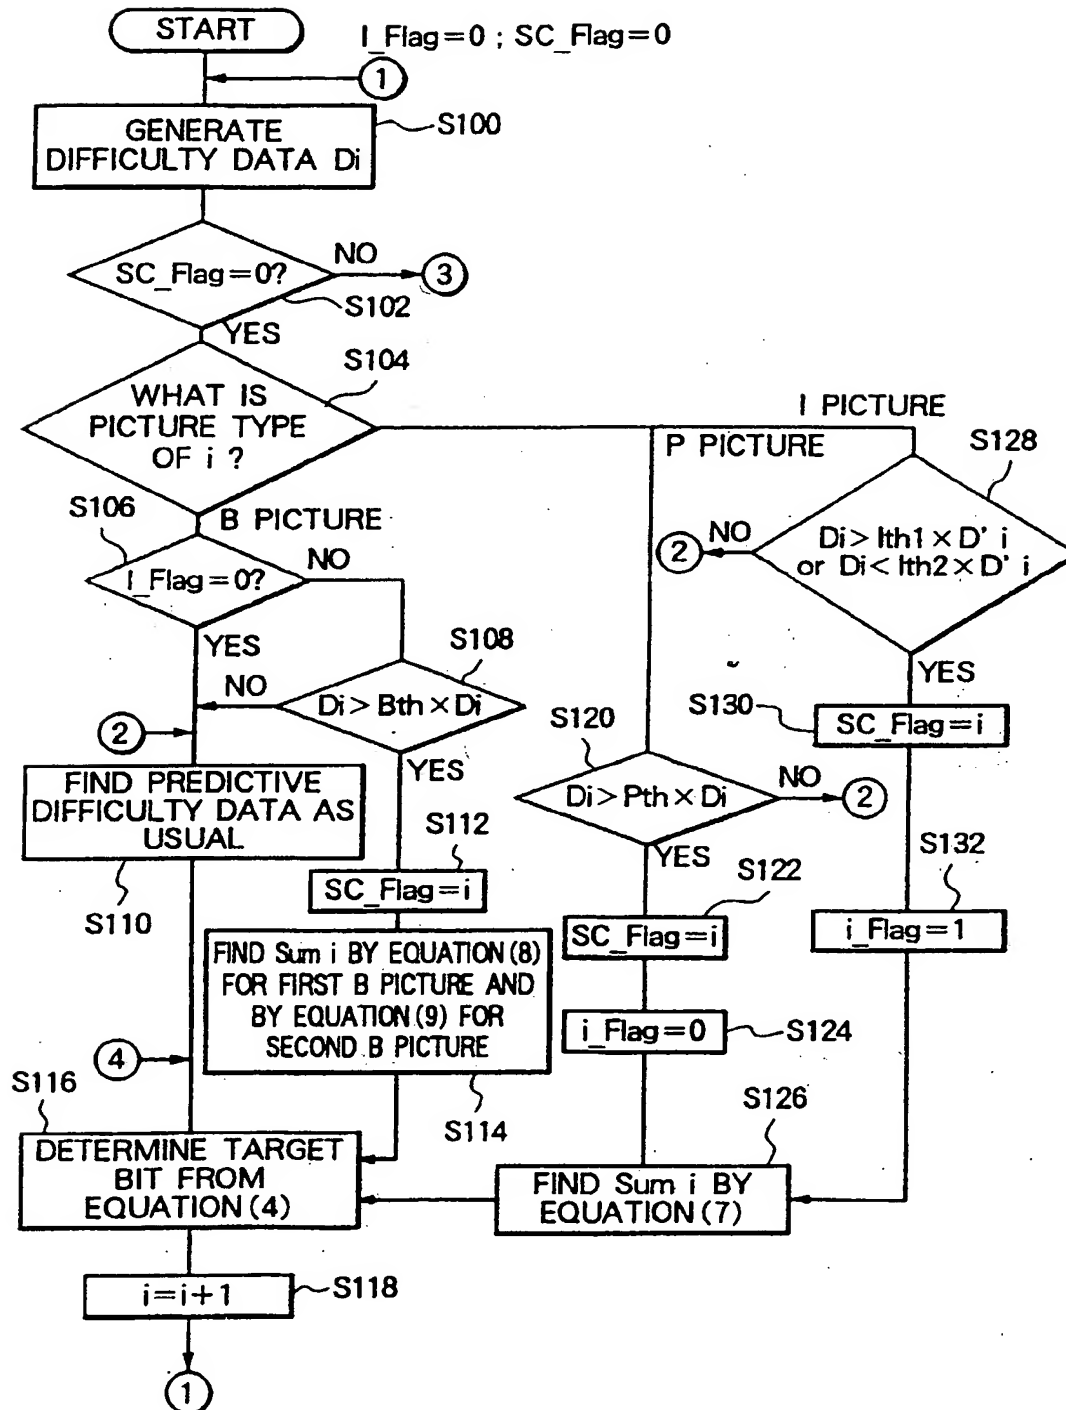 START
I_Flag=0 ; SC_Flag=0
1
GENERATE
DIFFICULTY DATA Di
S100
SC_Flag=0?
NO
3
S102
YES
S104
WHAT IS
PICTURE TYPE
OF i ?
I PICTURE
P PICTURE
S128
S106
B PICTURE
Di> Ith1 × D' i
or Di< Ith2 × D' i
NO
2
I_Flag=0?
NO
YES
S108
YES
NO
Di> Bth × Di
S130
SC_Flag=i
2
S120
YES
FIND PREDICTIVE
DIFFICULTY DATA AS
USUAL
Di> Pth × Di
NO
2
S112
YES
S132
SC_Flag=i
S122
S110
SC_Flag=i
i_Flag=1
FIND Sum i BY EQUATION(8)
FOR FIRST B PICTURE AND
BY EQUATION(9) FOR
SECOND B PICTURE
i_Flag=0
S124
4
S116
S114
S126
DETERMINE TARGET
BIT FROM
EQUATION(4)
FIND Sum i BY
EQUATION(7)
i=i+1
S118
1